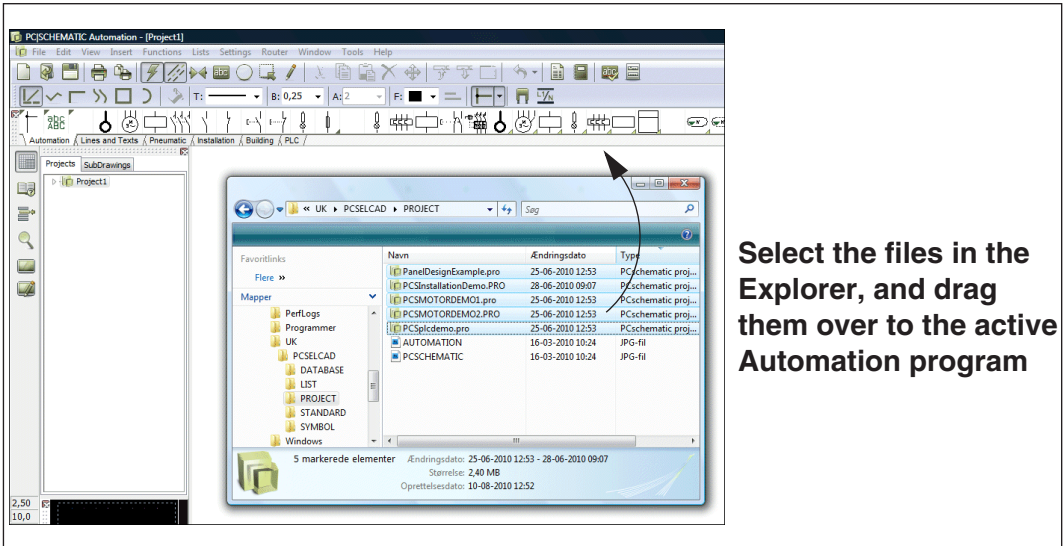 PC|SCHEMATIC Automation - [Project1]
File Edit View Insert Functions Lists Settings Router Window Tools Help
T: B: 0,25 A: 2 F: L1/N
abc
ABC
Automation Lines and Texts Pneumatic Installation Building PLC
Projects SubDrawings
Project1
« UK PCSELCAD PROJECT Søg
Favoritlinks
Flere »
Mapper
PerfLogs
Programmer
UK
PCSELCAD
DATABASE
LIST
PROJECT
STANDARD
SYMBOL
Windows
Navn Ændringsdato Type
PanelDesignExample.pro 25-06-2010 12:53 PCschematic proj...
PCSInstallationDemo.PRO 28-06-2010 09:07 PCschematic proj...
PCSMOTORDEMO1.pro 25-06-2010 12:53 PCschematic proj...
PCSMOTORDEMO2.PRO 25-06-2010 12:53 PCschematic proj...
PCSplcdemo.pro 25-06-2010 12:53 PCschematic proj...
AUTOMATION 16-03-2010 10:24 JPG-fil
PCSCHEMATIC 16-03-2010 10:24 JPG-fil
5 markerede elementer Ændringsdato: 25-06-2010 12:53 - 28-06-2010 09:07
Størrelse: 2,40 MB
Oprettelsesdato: 10-08-2010 12:52
2,50
10,0
Select the files in the
Explorer, and drag
them over to the active
Automation program